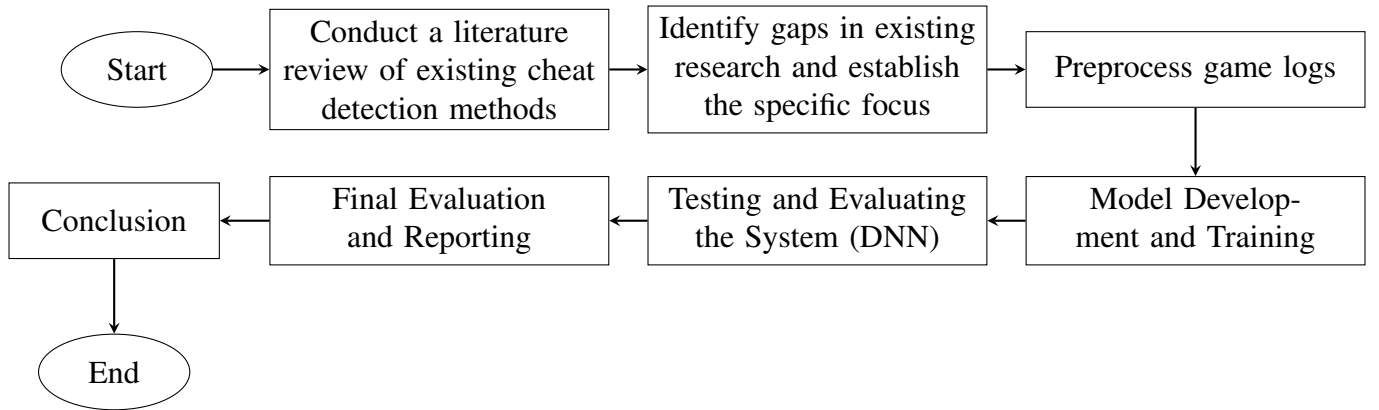 Start
Conduct a literature
review of existing cheat
detection methods
Identify gaps in existing
research and establish
the specific focus
Preprocess game logs
Model Develop-
ment and Training
Testing and Evaluating
the System (DNN)
Final Evaluation
and Reporting
Conclusion
End